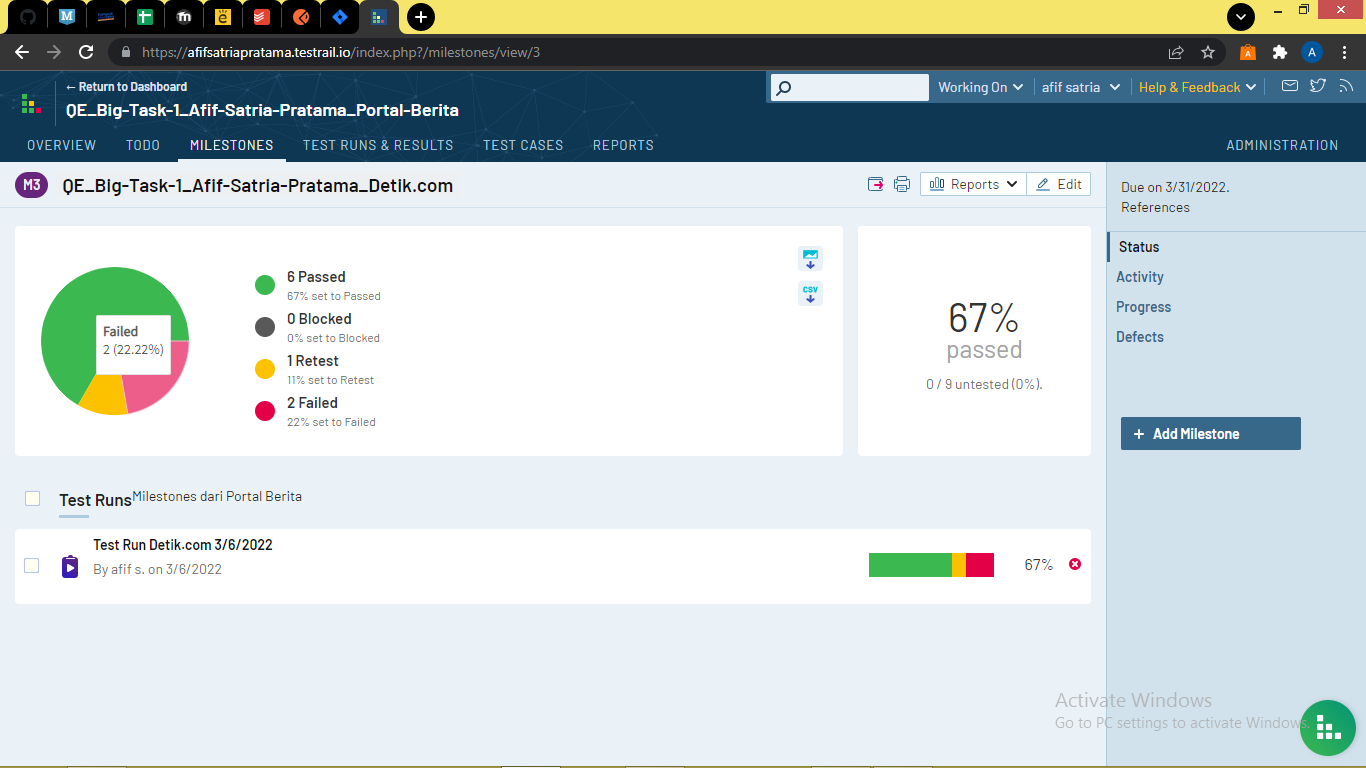 https://afifsatriapratama.testrail.io/index.php?/milestones/view/3
A
← Return to Dashboard
QE_Big-Task-1_Afif-Satria-Pratama_Portal-Berita
Working On
afif satria
Help & Feedback
OVERVIEW
TODO
MILESTONES
TEST RUNS & RESULTS
TEST CASES
REPORTS
ADMINISTRATION
M3
QE_Big-Task-1_Afif-Satria-Pratama_Detik.com
Reports
Edit
Failed
2 (22.22%)
6 Passed
67% set to Passed
0 Blocked
0% set to Blocked
1 Retest
11% set to Retest
2 Failed
22% set to Failed
CSV
67%
passed
0 / 9 untested (0%).
Due on 3/31/2022.
References
Status
Activity
Progress
Defects
+ Add Milestone
Test Runs
Milestones dari Portal Berita
Test Run Detik.com 3/6/2022
By afif s. on 3/6/2022
67%
Activate Windows
Go to PC settings to activate Windows.